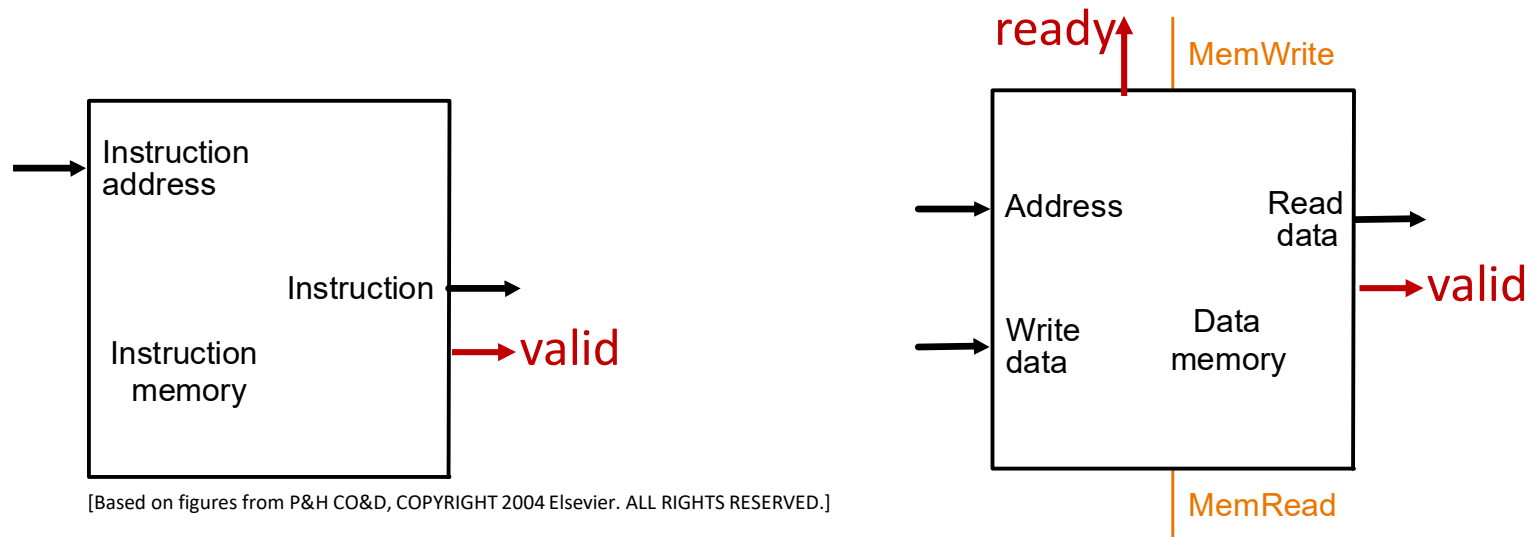 Instruction
address
Instruction
valid
Instruction
memory
[Based on figures from P&H CO&D, COPYRIGHT 2004 Elsevier. ALL RIGHTS RESERVED.]
ready
MemWrite
Address
Read
data
valid
Write
data
Data
memory
MemRead